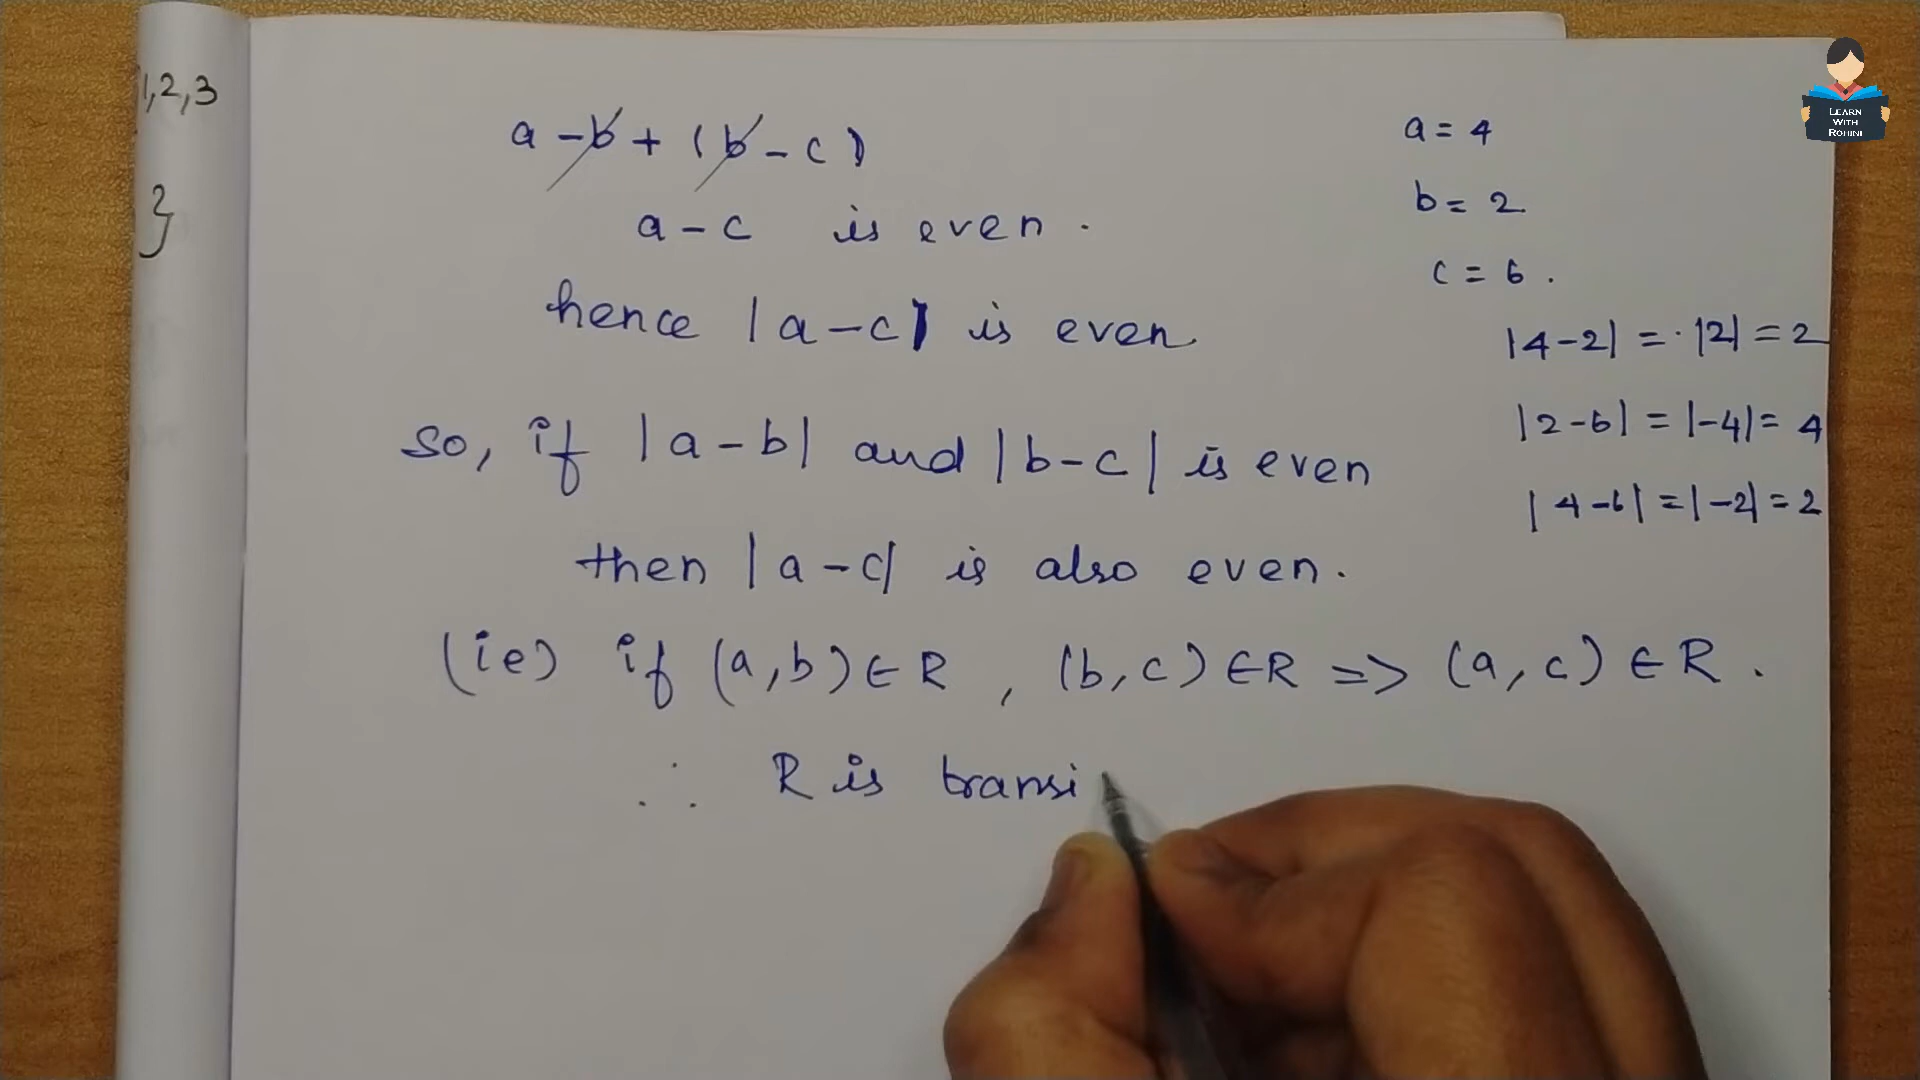 1,2,3
}
a - b + (b - c)
a - c is even.
hence |a - c| is even
so, if |a - b| and |b - c| is even
then |a - c| is also even.
(ie) if (a, b) ∈ R, (b, c) ∈ R => (a, c) ∈ R.
∴ R is transi
a = 4
b = 2
c = 6.
|4-2| = |2| = 2
|2-6| = |-4| = 4
|4-6| = |-2| = 2
LEARN
WITH
ROHINI